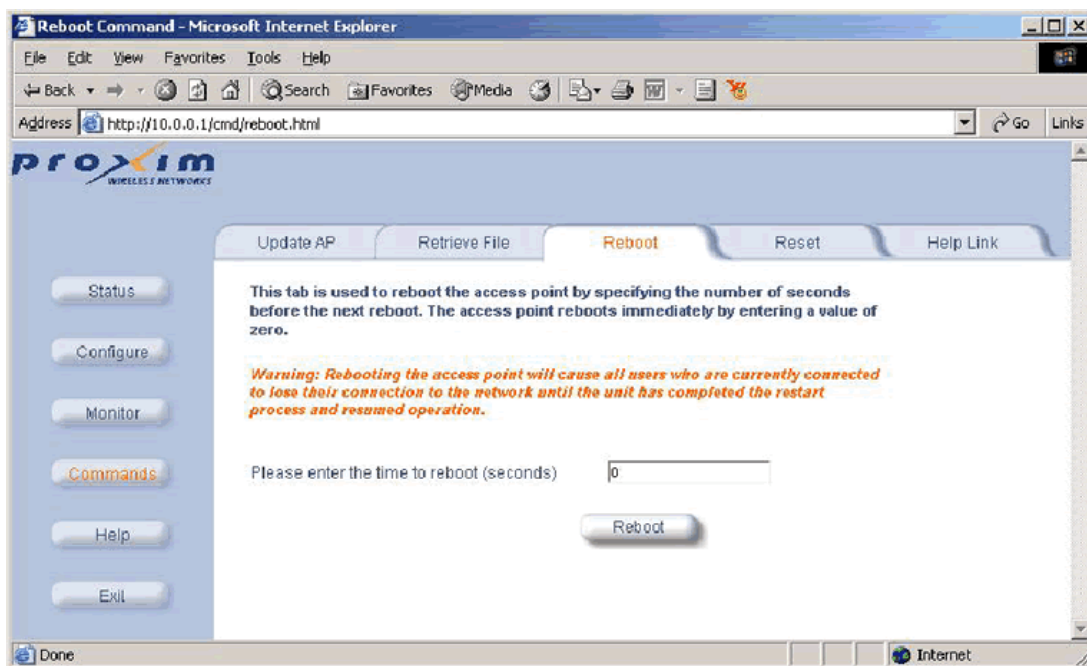 Reboot Command - Microsoft Internet Explorer
File Edit View Favorites Tools Help
Back Search Favorites Media
Address http://10.0.0.1/cmd/reboot.html Go Links
proxim
WIRELESS NETWORKS
Update AP Retrieve File Reboot Reset Help Link
Status
Configure
Monitor
Commands
Help
Exit
This tab is used to reboot the access point by specifying the number of seconds
before the next reboot. The access point reboots immediately by entering a value of
zero.
Warning: Rebooting the access point will cause all users who are currently connected
to lose their connection to the network until the unit has completed the restart
process and resumed operation.
Please enter the time to reboot (seconds) 0
Reboot
Done Internet